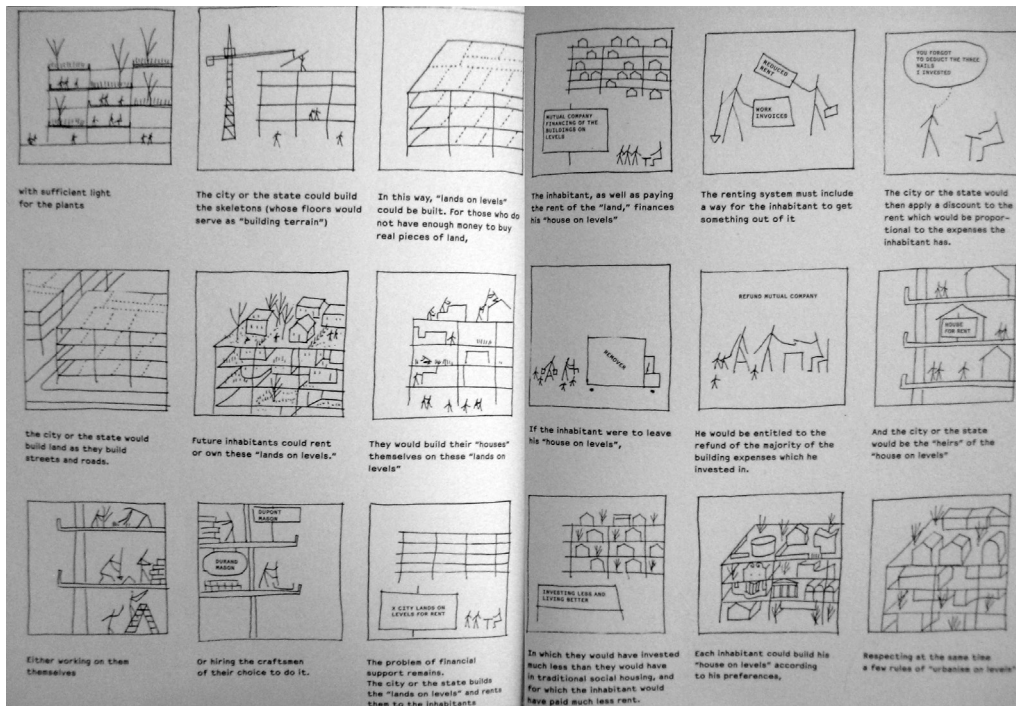 with sufficient light
for the plants
The city or the state could build
the skeletons (whose floors would
serve as "building terrain")
In this way, "lands on levels"
could be built. For those who do
not have enough money to buy
real pieces of land,
the city or the state would
build land as they build
streets and roads.
Future inhabitants could rent
or own these "lands on levels."
They would build their "houses"
themselves on these "lands on
levels"
Either working on them
themselves
DUPONT
MASON
DURAND
MASON
Or hiring the craftsmen
of their choice to do it.
X CITY LANDS ON
LEVELS FOR RENT
The problem of financial
support remains.
The city or the state builds
the "lands on levels" and rents
them to the inhabitants
MUTUAL COMPANY
FINANCING OF THE
BUILDINGS ON
LEVELS
The inhabitant, as well as paying
the rent of the "land," finances
his "house on levels"
REDUCED
RENT
WORK
INVOICES
The renting system must include
a way for the inhabitant to get
something out of it
YOU FORGOT
TO DEDUCT THE THREE
NAILS
I INVESTED
The city or the state would
then apply a discount to the
rent which would be propor-
tional to the expenses the
inhabitant has.
REMOVER
If the inhabitant were to leave
his "house on levels",
REFUND MUTUAL COMPANY
He would be entitled to the
refund of the majority of the
building expenses which he
invested in.
HOUSE
FOR RENT
And the city or the state
would be the "heirs" of the
"house on levels"
INVESTING LESS AND
LIVING BETTER
In which they would have invested
much less than they would have
in traditional social housing, and
for which the inhabitant would
have paid much less rent.
Each inhabitant could build his
"house on levels" according
to his preferences,
Respecting at the same time
a few rules of "urbanism on levels"